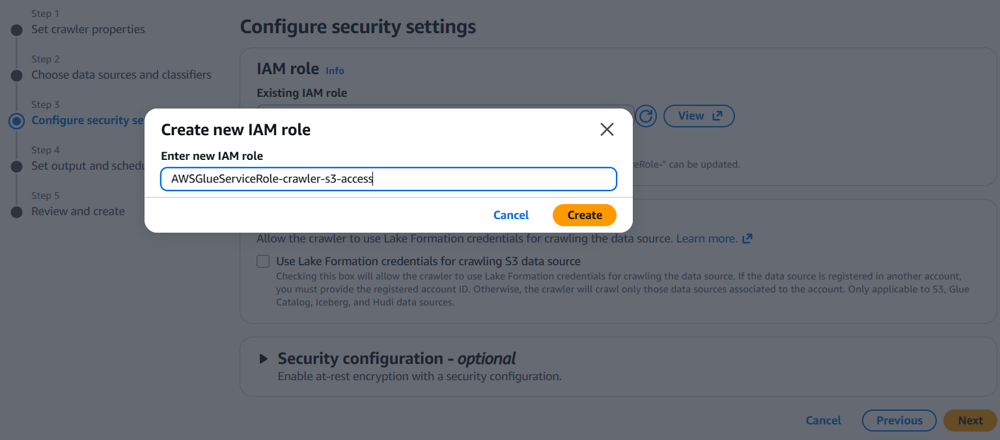 Step 1
Set crawler properties
Step 2
Choose data sources and classifiers
Step 3
Configure security se
Step 4
Set output and schedu
Step 5
Review and create
Configure security settings
IAM role Info
Existing IAM role
View
eRole-" can be updated.
Create new IAM role
Enter new IAM role
AWSGlueServiceRole-crawler-s3-access
Cancel Create
Allow the crawler to use Lake Formation credentials for crawling the data source. Learn more.
Use Lake Formation credentials for crawling S3 data source
Checking this box will allow the crawler to use Lake Formation credentials for crawling the data source. If the data source is registered in another account,
you must provide the registered account ID. Otherwise, the crawler will crawl only those data sources associated to the account. Only applicable to S3, Glue
Catalog, Iceberg, and Hudi data sources.
Security configuration - optional
Enable at-rest encryption with a security configuration.
Cancel Previous Next